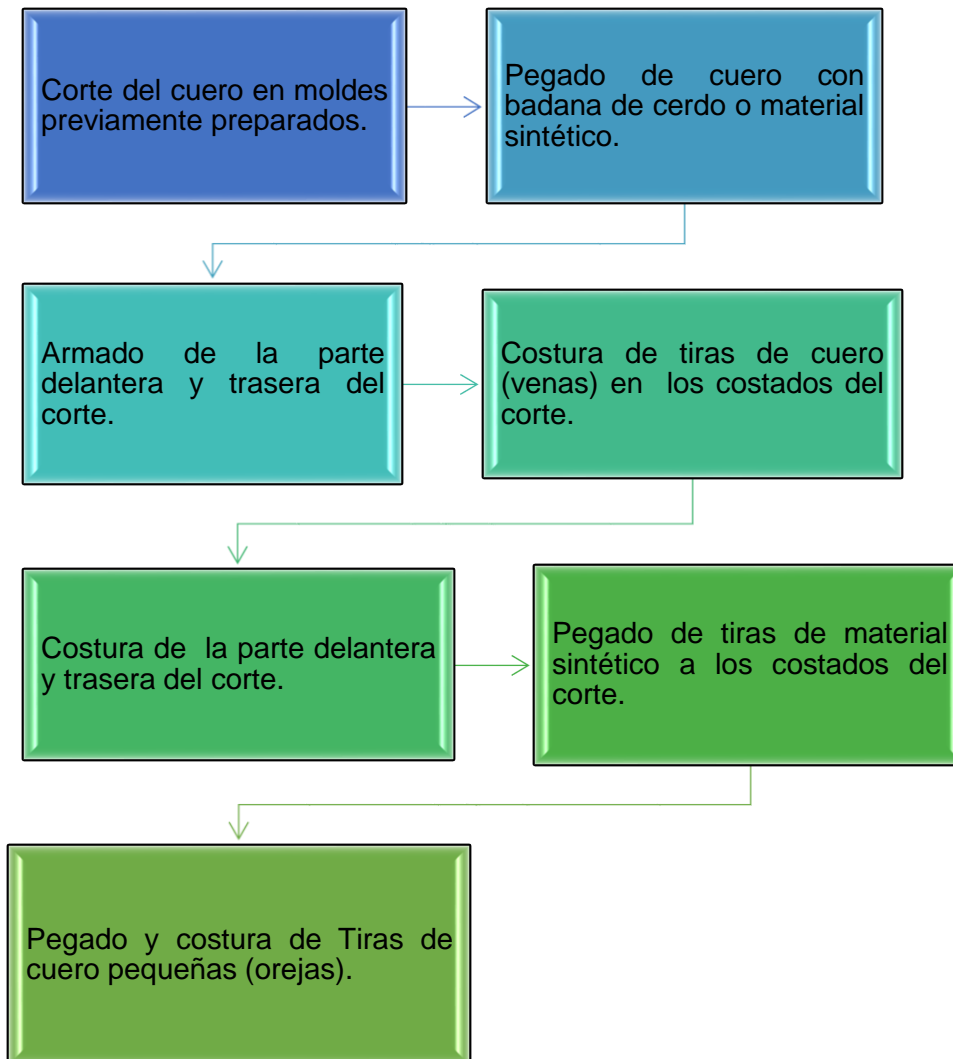 Corte del cuero en moldes
previamente preparados.
Pegado de cuero con
badana de cerdo o material
sintético.
Armado de la parte
delantera y trasera del
corte.
Costura de tiras de cuero
(venas) en los costados del
corte.
Costura de la parte delantera
y trasera del corte.
Pegado de tiras de material
sintético a los costados del
corte.
Pegado y costura de Tiras de
cuero pequeñas (orejas).